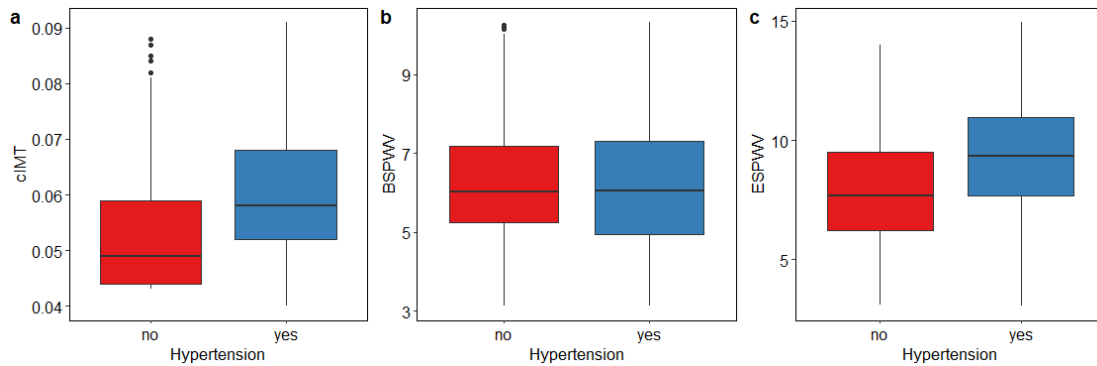 a
cIMT
0.09
0.08
0.07
0.06
0.05
0.04
no yes
Hypertension
b
BSPWV
9
7
5
3
no yes
Hypertension
c
ESPWV
15
10
5
no yes
Hypertension